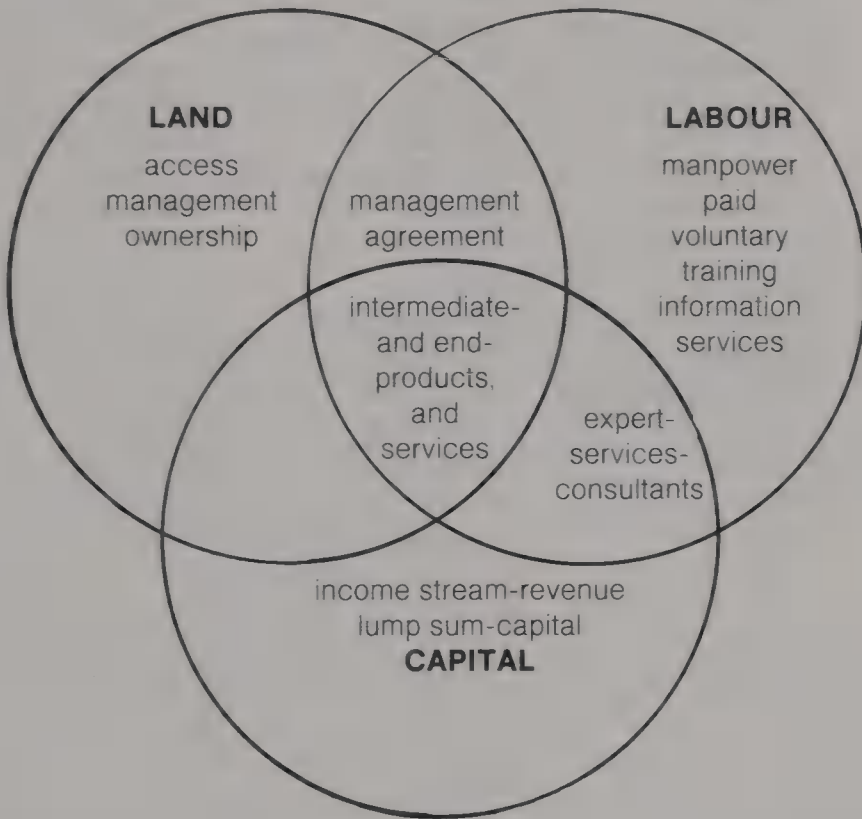 LAND
access
management
ownership
management
agreement
LABOUR
manpower
paid
voluntary
training
information
services
intermediate-
and end-
products,
and
services
expert-
services-
consultants
income stream-revenue
lump sum-capital
CAPITAL